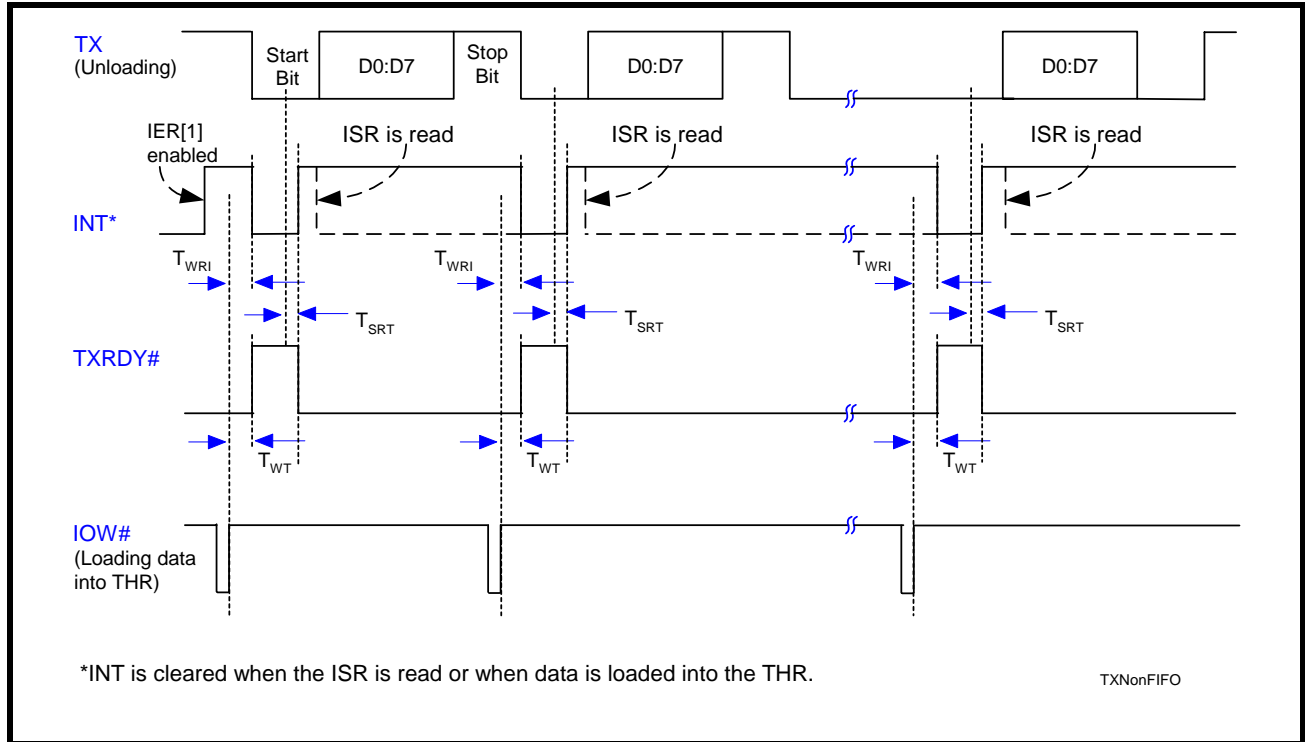 TX
(Unloading)
Start
Bit
D0:D7
Stop
Bit
D0:D7
D0:D7
IER[1]
enabled
ISR is read
ISR is read
ISR is read
INT*
TWRI
TWRI
TWRI
TSRT
TSRT
TSRT
TXRDY#
TWT
TWT
TWT
IOW#
(Loading data
into THR)
*INT is cleared when the ISR is read or when data is loaded into the THR.
TXNonFIFO